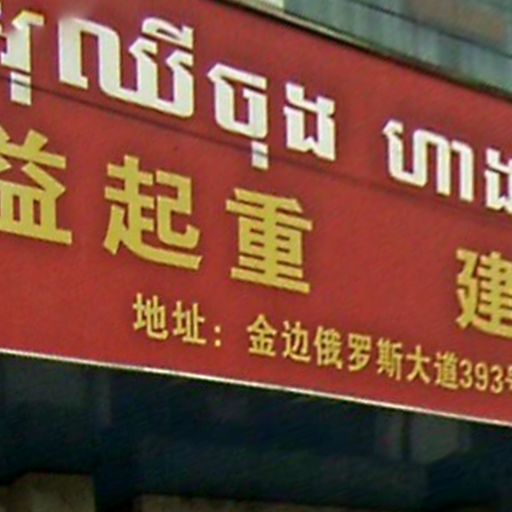 ឈីចុង ហាង
益起重 建
地址：金边俄罗斯大道393号